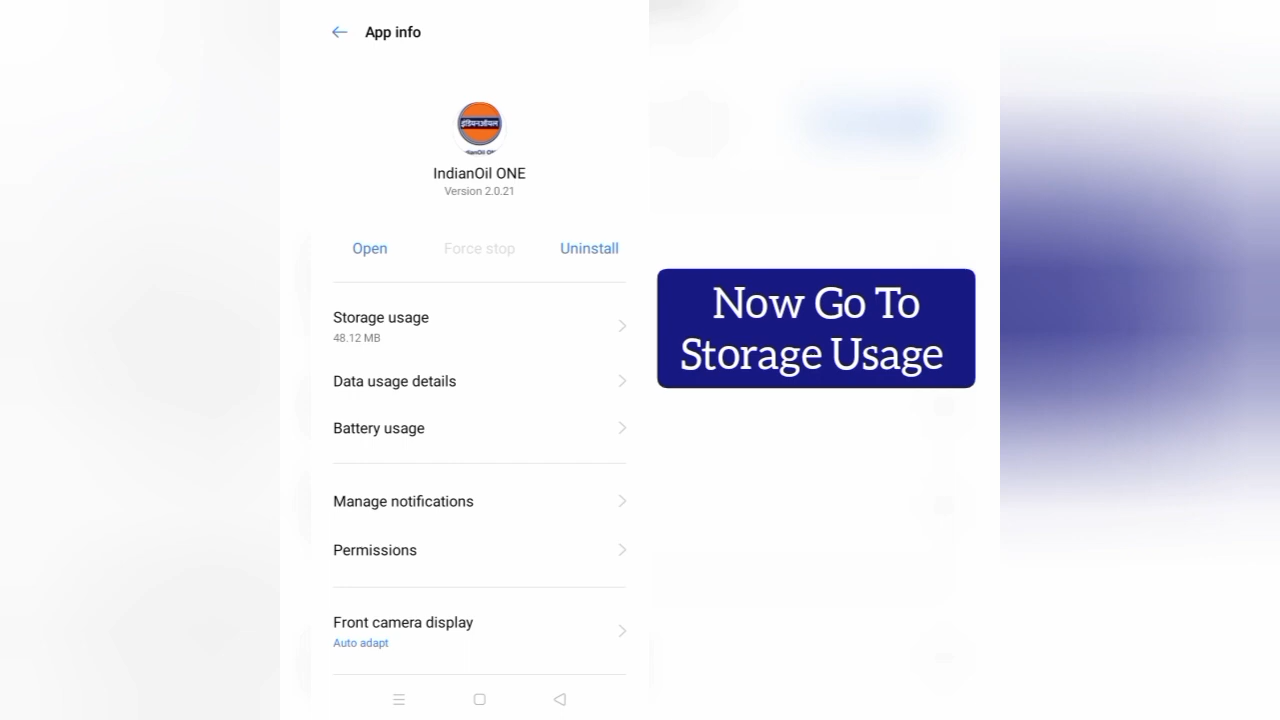 App info
इंडियनऑयल
IndianOil ONE
Version 2.0.21
Open
Force stop
Uninstall
Storage usage
48.12 MB
Data usage details
Battery usage
Manage notifications
Permissions
Front camera display
Auto adapt
Now Go To
Storage Usage